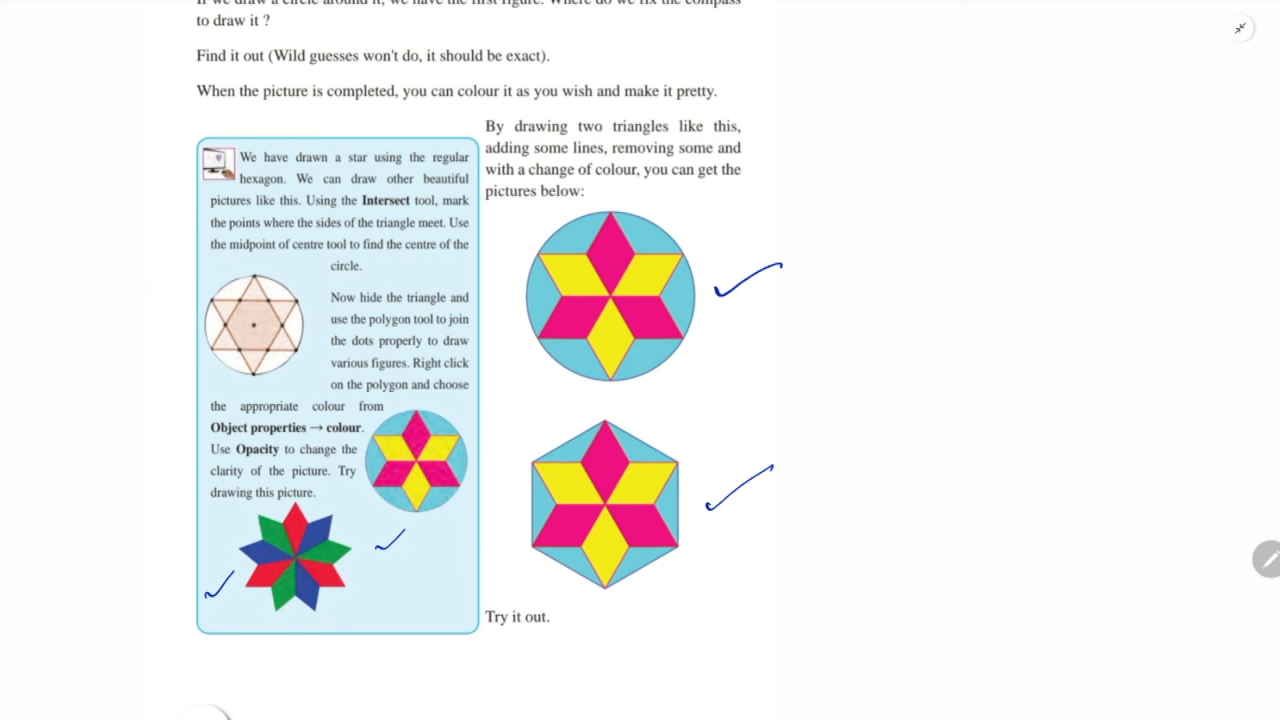 to draw it ?
Find it out (Wild guesses won't do, it should be exact).
When the picture is completed, you can colour it as you wish and make it pretty.
We have drawn a star using the regular
hexagon. We can draw other beautiful
pictures like this. Using the Intersect tool, mark
the points where the sides of the triangle meet. Use
the midpoint of centre tool to find the centre of the
circle.
Now hide the triangle and
use the polygon tool to join
the dots properly to draw
various figures. Right click
on the polygon and choose
the appropriate colour from
Object properties → colour.
Use Opacity to change the
clarity of the picture. Try
drawing this picture.
By drawing two triangles like this,
adding some lines, removing some and
with a change of colour, you can get the
pictures below:
Try it out.